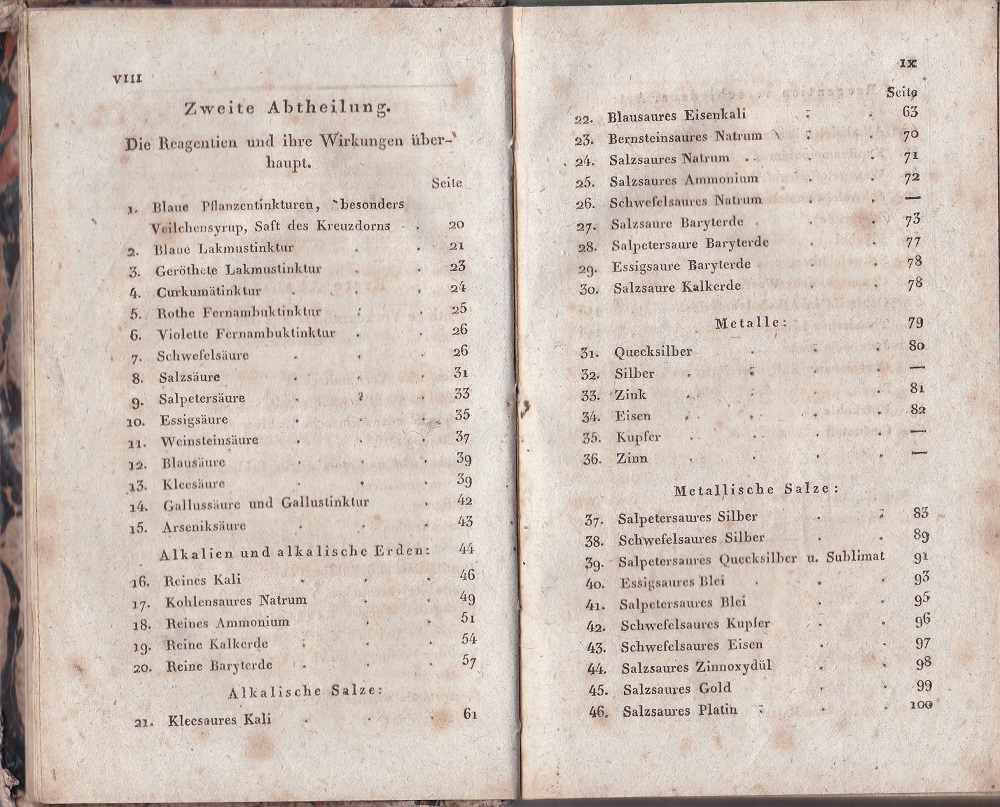 VIII
Zweite Abtheilung.
Die Reagentien und ihre Wirkungen über-
haupt.
Seite
1. Blaue Pflanzentinkturen, besonders
Veilchensyrup, Saft des Kreuzdorns 20
2. Blaue Lakmustinktur 21
3. Geröthete Lakmustinktur 23
4. Curkumätinktur 24
5. Rothe Fernambuktinktur 25
6. Violette Fernambuktinktur 26
7. Schwefelsäure 26
8. Salzsäure 31
9. Salpetersäure 33
10. Essigsäure 35
11. Weinsteinsäure 37
12. Blausäure 39
13. Kleesäure 39
14. Gallussäure und Gallustinktur 42
15. Arseniksäure 43
Alkalien und alkalische Erden: 44
16. Reines Kali 46
17. Kohlensaures Natrum 49
18. Reines Ammonium 51
19. Reine Kalkerde 54
20. Reine Baryterde 57
Alkalische Salze:
21. Kleesaures Kali 61
IX
Seite
22. Blausaures Eisenkali 63
23. Bernsteinsaures Natrum 70
24. Salzsaures Natrum 71
25. Salzsaures Ammonium 72
26. Schwefelsaures Natrum —
27. Salzsaure Baryterde 73
28. Salpetersaure Baryterde 77
29. Essigsaure Baryterde 78
30. Salzsaure Kalkerde 78
Metalle: 79
31. Quecksilber 80
32. Silber —
33. Zink 81
34. Eisen 82
35. Kupfer —
36. Zinn —
Metallische Salze:
37. Salpetersaures Silber 83
38. Schwefelsaures Silber 89
39. Salpetersaures Quecksilber u. Sublimat 91
40. Essigsaures Blei 93
41. Salpetersaures Blei 95
42. Schwefelsaures Kupfer 96
43. Schwefelsaures Eisen 97
44. Salzsaures Zinnoxydül 98
45. Salzsaures Gold 99
46. Salzsaures Platin 100